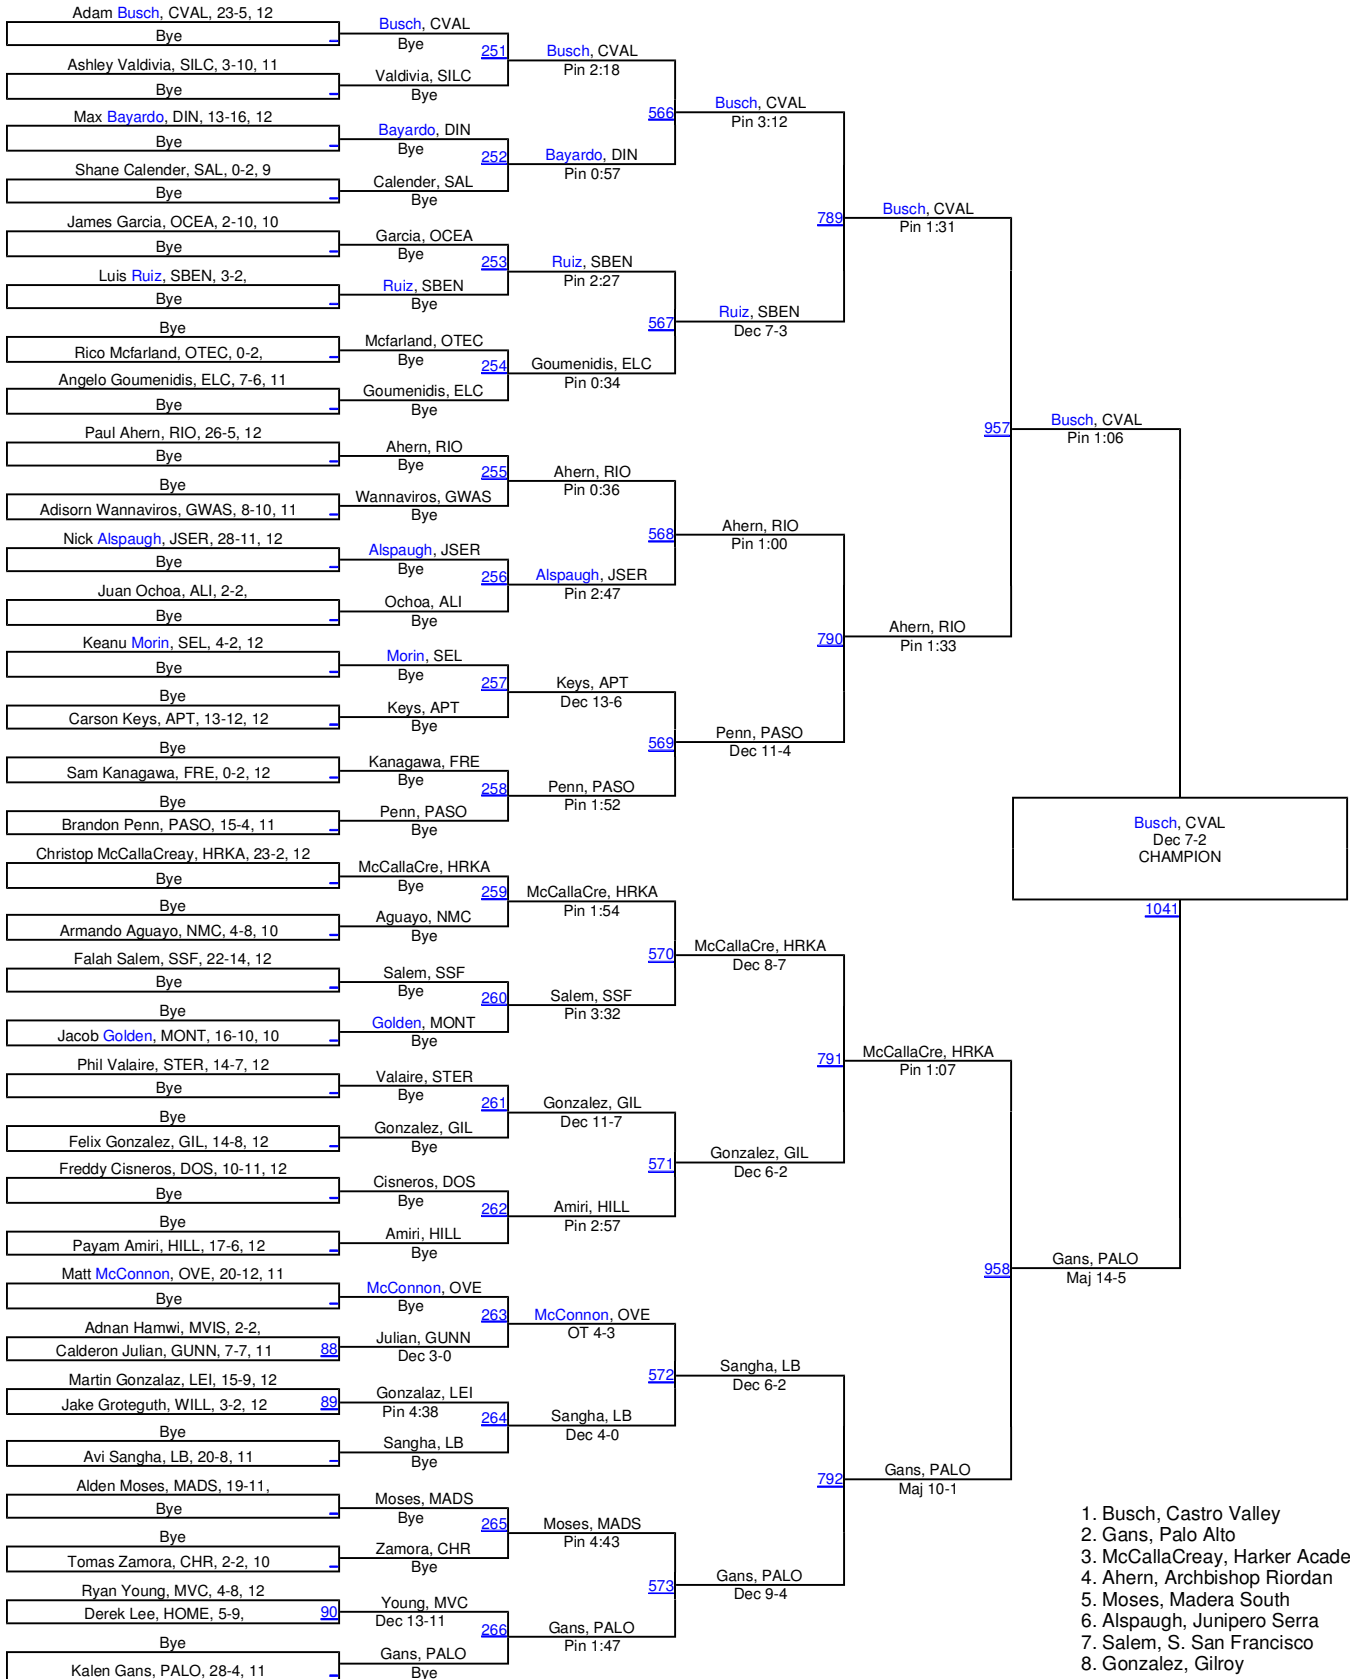 Adam Busch, CVAL, 23-5, 12
Bye
Ashley Valdivia, SILC, 3-10, 11
Bye
Max Bayardo, DIN, 13-16, 12
Bye
Shane Calender, SAL, 0-2, 9
Bye
James Garcia, OCEA, 2-10, 10
Bye
Luis Ruiz, SBEN, 3-2,
Bye
Bye
Rico Mcfarland, OTEC, 0-2,
Angelo Goumenidis, ELC, 7-6, 11
Bye
Paul Ahern, RIO, 26-5, 12
Bye
Bye
Adisorn Wannaviros, GWAS, 8-10, 11
Nick Alspaugh, JSER, 28-11, 12
Bye
Juan Ochoa, ALI, 2-2,
Bye
Keanu Morin, SEL, 4-2, 12
Bye
Bye
Carson Keys, APT, 13-12, 12
Bye
Sam Kanagawa, FRE, 0-2, 12
Bye
Brandon Penn, PASO, 15-4, 11
Christop McCallaCreay, HRKA, 23-2, 12
Bye
Bye
Armando Aguayo, NMC, 4-8, 10
Falah Salem, SSF, 22-14, 12
Bye
Bye
Jacob Golden, MONT, 16-10, 10
Phil Valaire, STER, 14-7, 12
Bye
Bye
Felix Gonzalez, GIL, 14-8, 12
Freddy Cisneros, DOS, 10-11, 12
Bye
Bye
Payam Amiri, HILL, 17-6, 12
Matt McConnon, OVE, 20-12, 11
Bye
Adnan Hamwi, MVIS, 2-2,
Calderon Julian, GUNN, 7-7, 11
88
Martin Gonzalaz, LEI, 15-9, 12
Jake Groteguth, WILL, 3-2, 12
89
Bye
Avi Sangha, LB, 20-8, 11
Alden Moses, MADS, 19-11,
Bye
Bye
Tomas Zamora, CHR, 2-2, 10
Ryan Young, MVC, 4-8, 12
Derek Lee, HOME, 5-9,
90
Bye
Kalen Gans, PALO, 28-4, 11
Busch, CVAL
Bye
251
Valdivia, SILC
Bye
Bayardo, DIN
Bye
252
Calender, SAL
Bye
Garcia, OCEA
Bye
253
Ruiz, SBEN
Bye
Mcfarland, OTEC
Bye
254
Goumenidis, ELC
Bye
Ahern, RIO
Bye
255
Wannaviros, GWAS
Bye
Alspaugh, JSER
Bye
256
Ochoa, ALI
Bye
Morin, SEL
Bye
257
Keys, APT
Bye
Kanagawa, FRE
Bye
258
Penn, PASO
Bye
McCallaCre, HRKA
Bye
259
Aguayo, NMC
Bye
Salem, SSF
Bye
260
Golden, MONT
Bye
Valaire, STER
Bye
261
Gonzalez, GIL
Bye
Cisneros, DOS
Bye
262
Amiri, HILL
Bye
McConnon, OVE
Bye
263
Julian, GUNN
Dec 3-0
Gonzalaz, LEI
Pin 4:38
264
Sangha, LB
Bye
Moses, MADS
Bye
265
Zamora, CHR
Bye
Young, MVC
Dec 13-11
266
Gans, PALO
Bye
Busch, CVAL
Pin 2:18
566
Bayardo, DIN
Pin 0:57
Ruiz, SBEN
Pin 2:27
567
Goumenidis, ELC
Pin 0:34
Ahern, RIO
Pin 0:36
568
Alspaugh, JSER
Pin 2:47
Keys, APT
Dec 13-6
569
Penn, PASO
Pin 1:52
McCallaCre, HRKA
Pin 1:54
570
Salem, SSF
Pin 3:32
Gonzalez, GIL
Dec 11-7
571
Amiri, HILL
Pin 2:57
McConnon, OVE
OT 4-3
572
Sangha, LB
Dec 4-0
Moses, MADS
Pin 4:43
573
Gans, PALO
Pin 1:47
Busch, CVAL
Pin 3:12
789
Ruiz, SBEN
Dec 7-3
Ahern, RIO
Pin 1:00
790
Penn, PASO
Dec 11-4
McCallaCre, HRKA
Dec 8-7
791
Gonzalez, GIL
Dec 6-2
Sangha, LB
Dec 6-2
792
Gans, PALO
Dec 9-4
Busch, CVAL
Pin 1:31
957
Ahern, RIO
Pin 1:33
McCallaCre, HRKA
Pin 1:07
958
Gans, PALO
Maj 10-1
Busch, CVAL
Pin 1:06
Gans, PALO
Maj 14-5
Busch, CVAL
Dec 7-2
CHAMPION
1041
1. Busch, Castro Valley
2. Gans, Palo Alto
3. McCallaCreay, Harker Acade
4. Ahern, Archbishop Riordan
5. Moses, Madera South
6. Alspaugh, Junipero Serra
7. Salem, S. San Francisco
8. Gonzalez, Gilroy